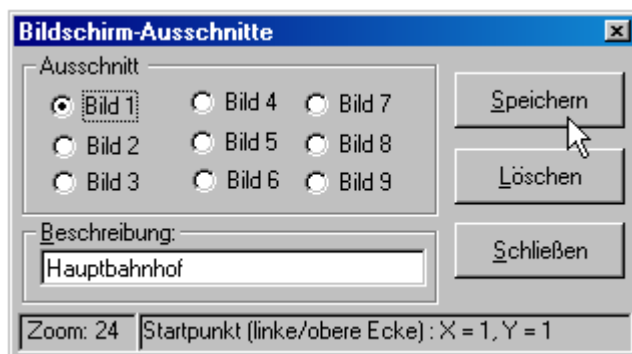 Bildschirm-Ausschnitte
Ausschnitt
Bild 1
Bild 2
Bild 3
Bild 4
Bild 5
Bild 6
Bild 7
Bild 8
Bild 9
Speichern
Löschen
Schließen
Beschreibung:
Hauptbahnhof
Zoom: 24
Startpunkt (linke/obere Ecke) : X = 1, Y = 1